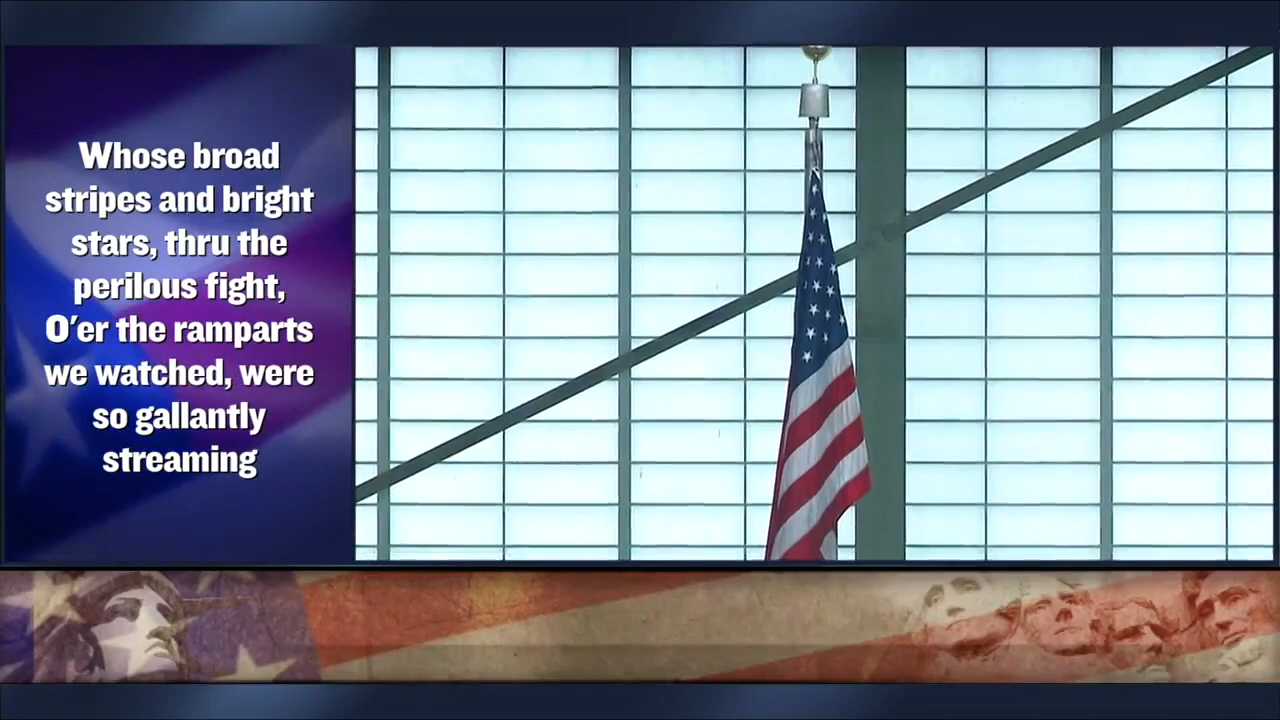 Whose broad
stripes and bright
stars, thru the
perilous fight,
O'er the ramparts
we watched, were
so gallantly
streaming